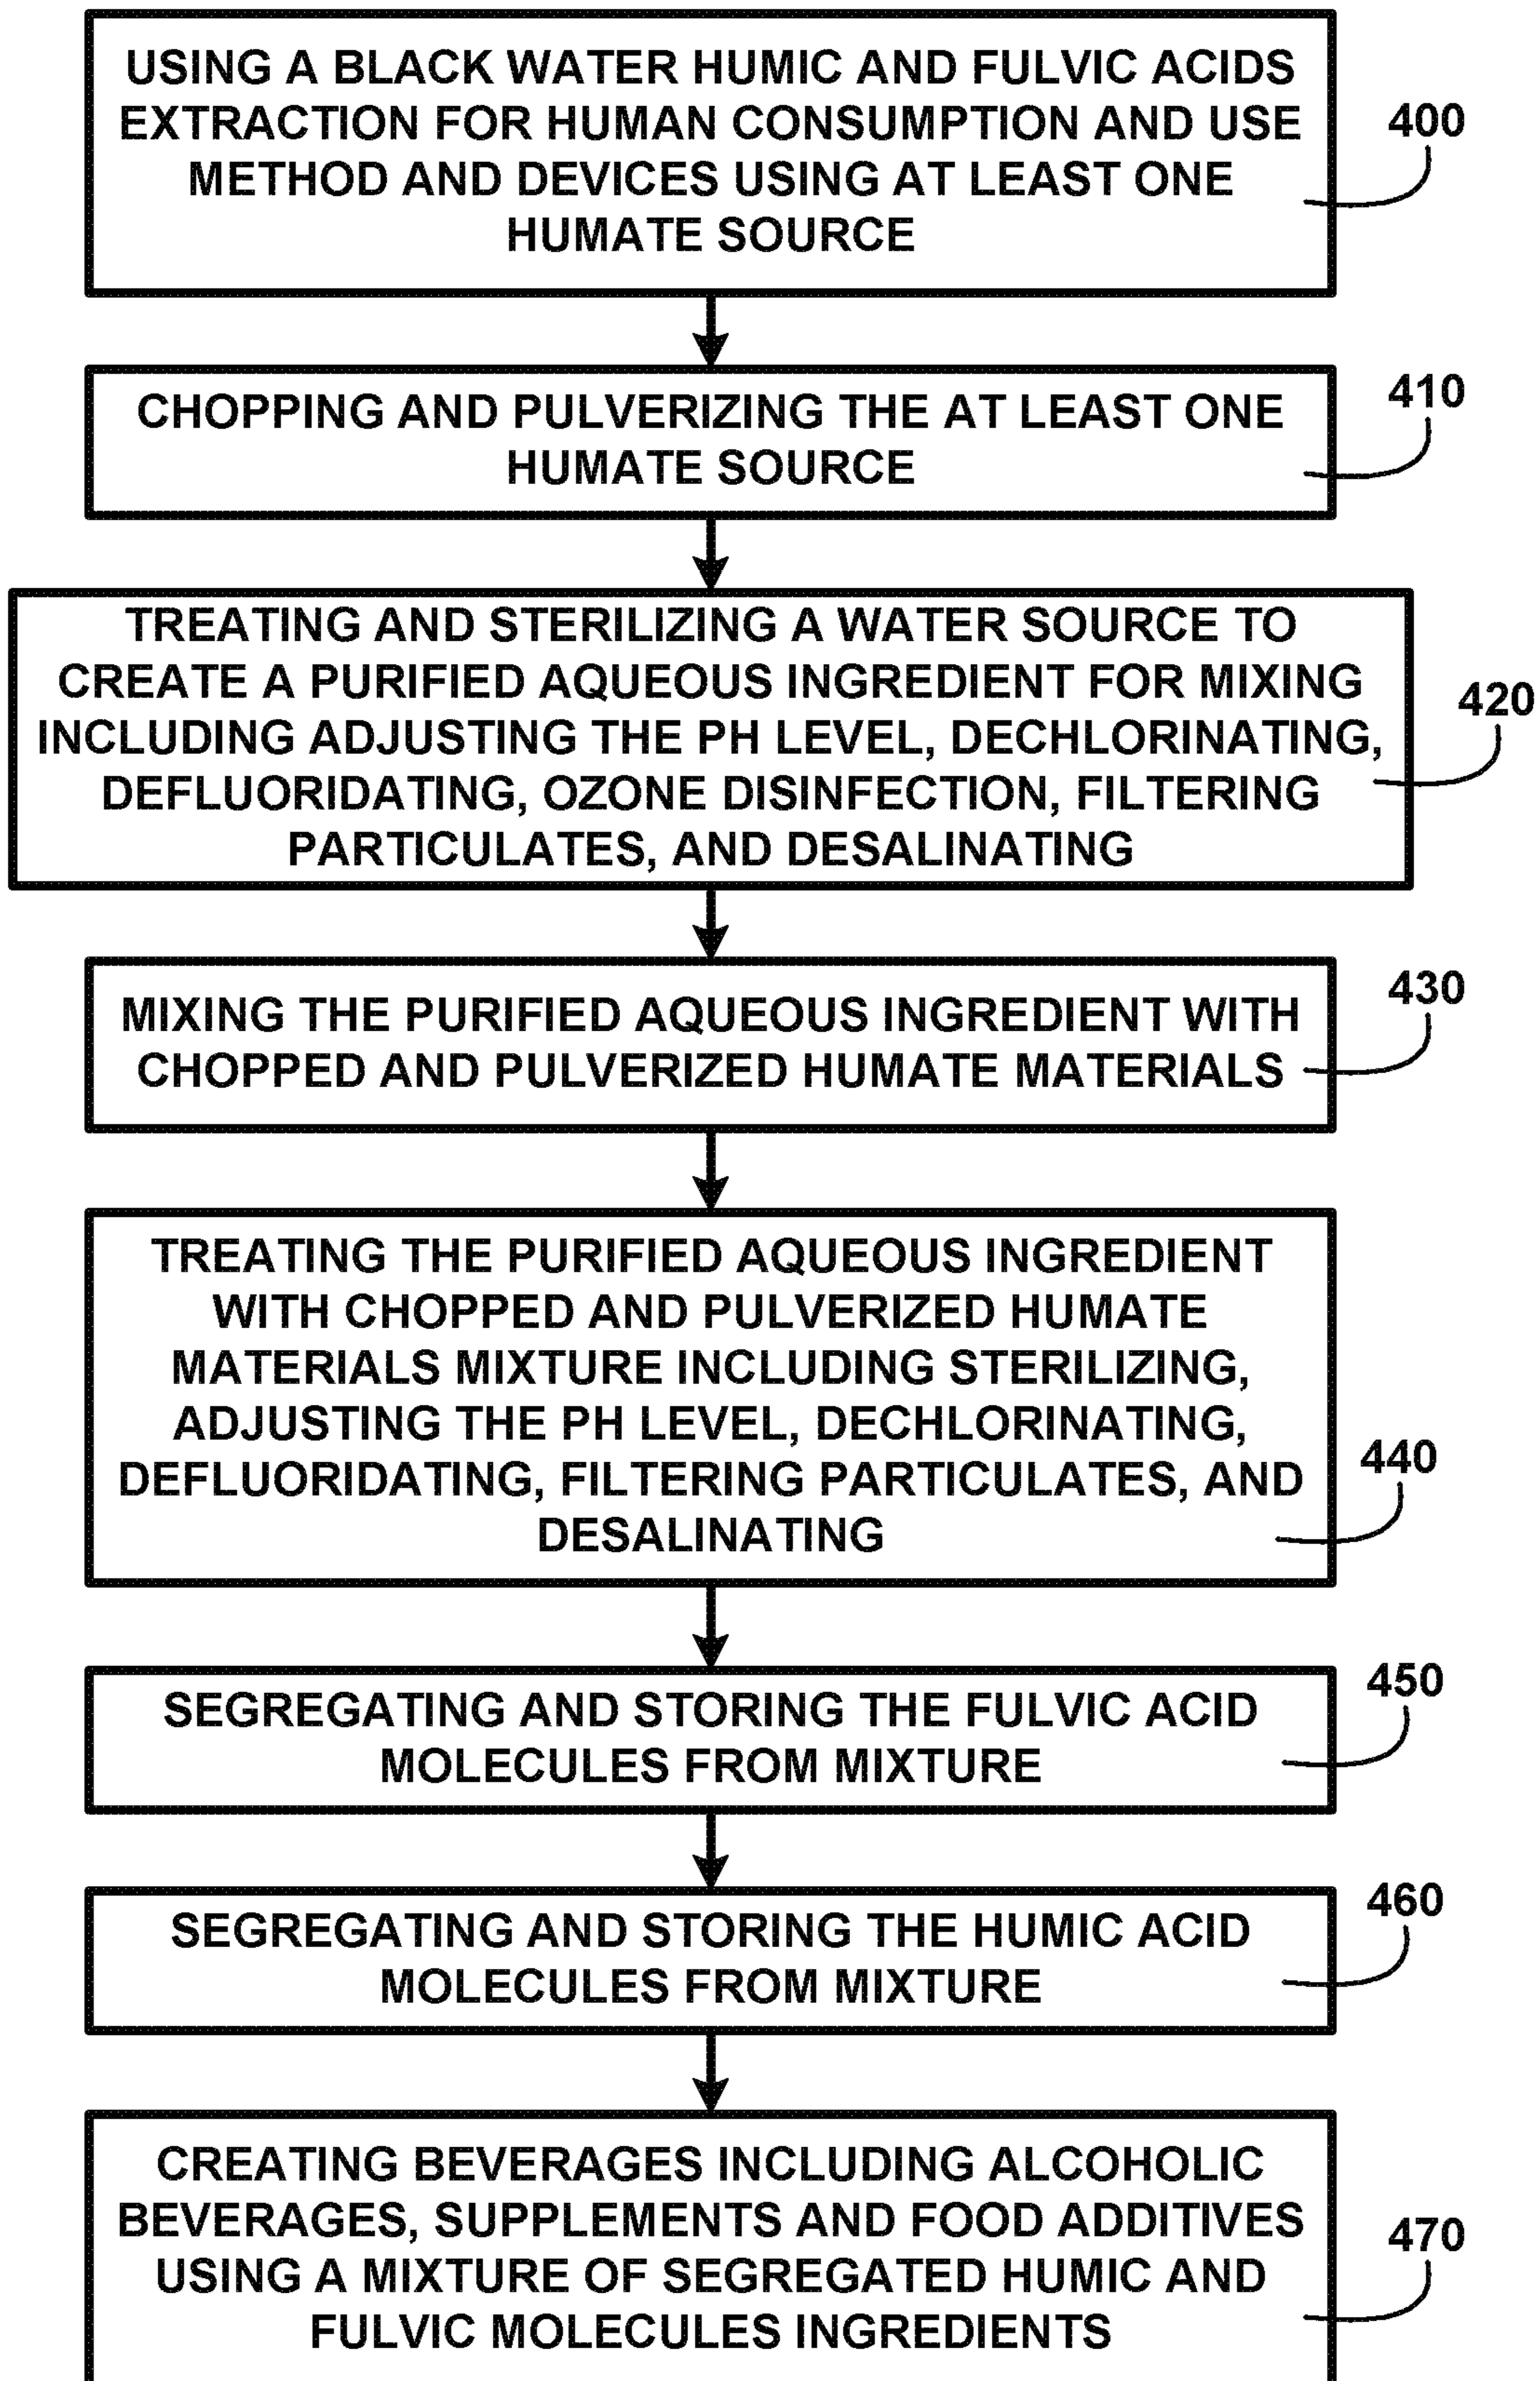 USING A BLACK WATER HUMIC AND FULVIC ACIDS
EXTRACTION FOR HUMAN CONSUMPTION AND USE
METHOD AND DEVICES USING AT LEAST ONE
HUMATE SOURCE
400
CHOPPING AND PULVERIZING THE AT LEAST ONE
HUMATE SOURCE
410
TREATING AND STERILIZING A WATER SOURCE TO
CREATE A PURIFIED AQUEOUS INGREDIENT FOR MIXING
INCLUDING ADJUSTING THE PH LEVEL, DECHLORINATING,
DEFLUORIDATING, OZONE DISINFECTION, FILTERING
PARTICULATES, AND DESALINATING
420
MIXING THE PURIFIED AQUEOUS INGREDIENT WITH
CHOPPED AND PULVERIZED HUMATE MATERIALS
430
TREATING THE PURIFIED AQUEOUS INGREDIENT
WITH CHOPPED AND PULVERIZED HUMATE
MATERIALS MIXTURE INCLUDING STERILIZING,
ADJUSTING THE PH LEVEL, DECHLORINATING,
DEFLUORIDATING, FILTERING PARTICULATES, AND
DESALINATING
440
SEGREGATING AND STORING THE FULVIC ACID
MOLECULES FROM MIXTURE
450
SEGREGATING AND STORING THE HUMIC ACID
MOLECULES FROM MIXTURE
460
CREATING BEVERAGES INCLUDING ALCOHOLIC
BEVERAGES, SUPPLEMENTS AND FOOD ADDITIVES
USING A MIXTURE OF SEGREGATED HUMIC AND
FULVIC MOLECULES INGREDIENTS
470